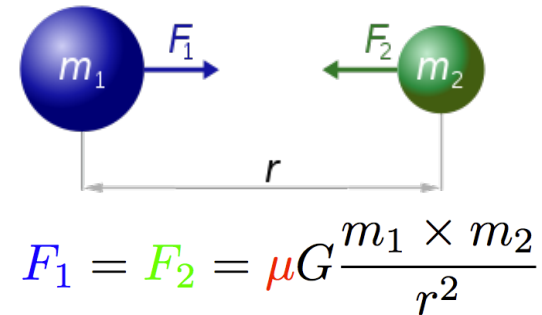 m₁ F₁ F₂ m₂
r
F₁ = F₂ = μG m₁ × m₂ / r²